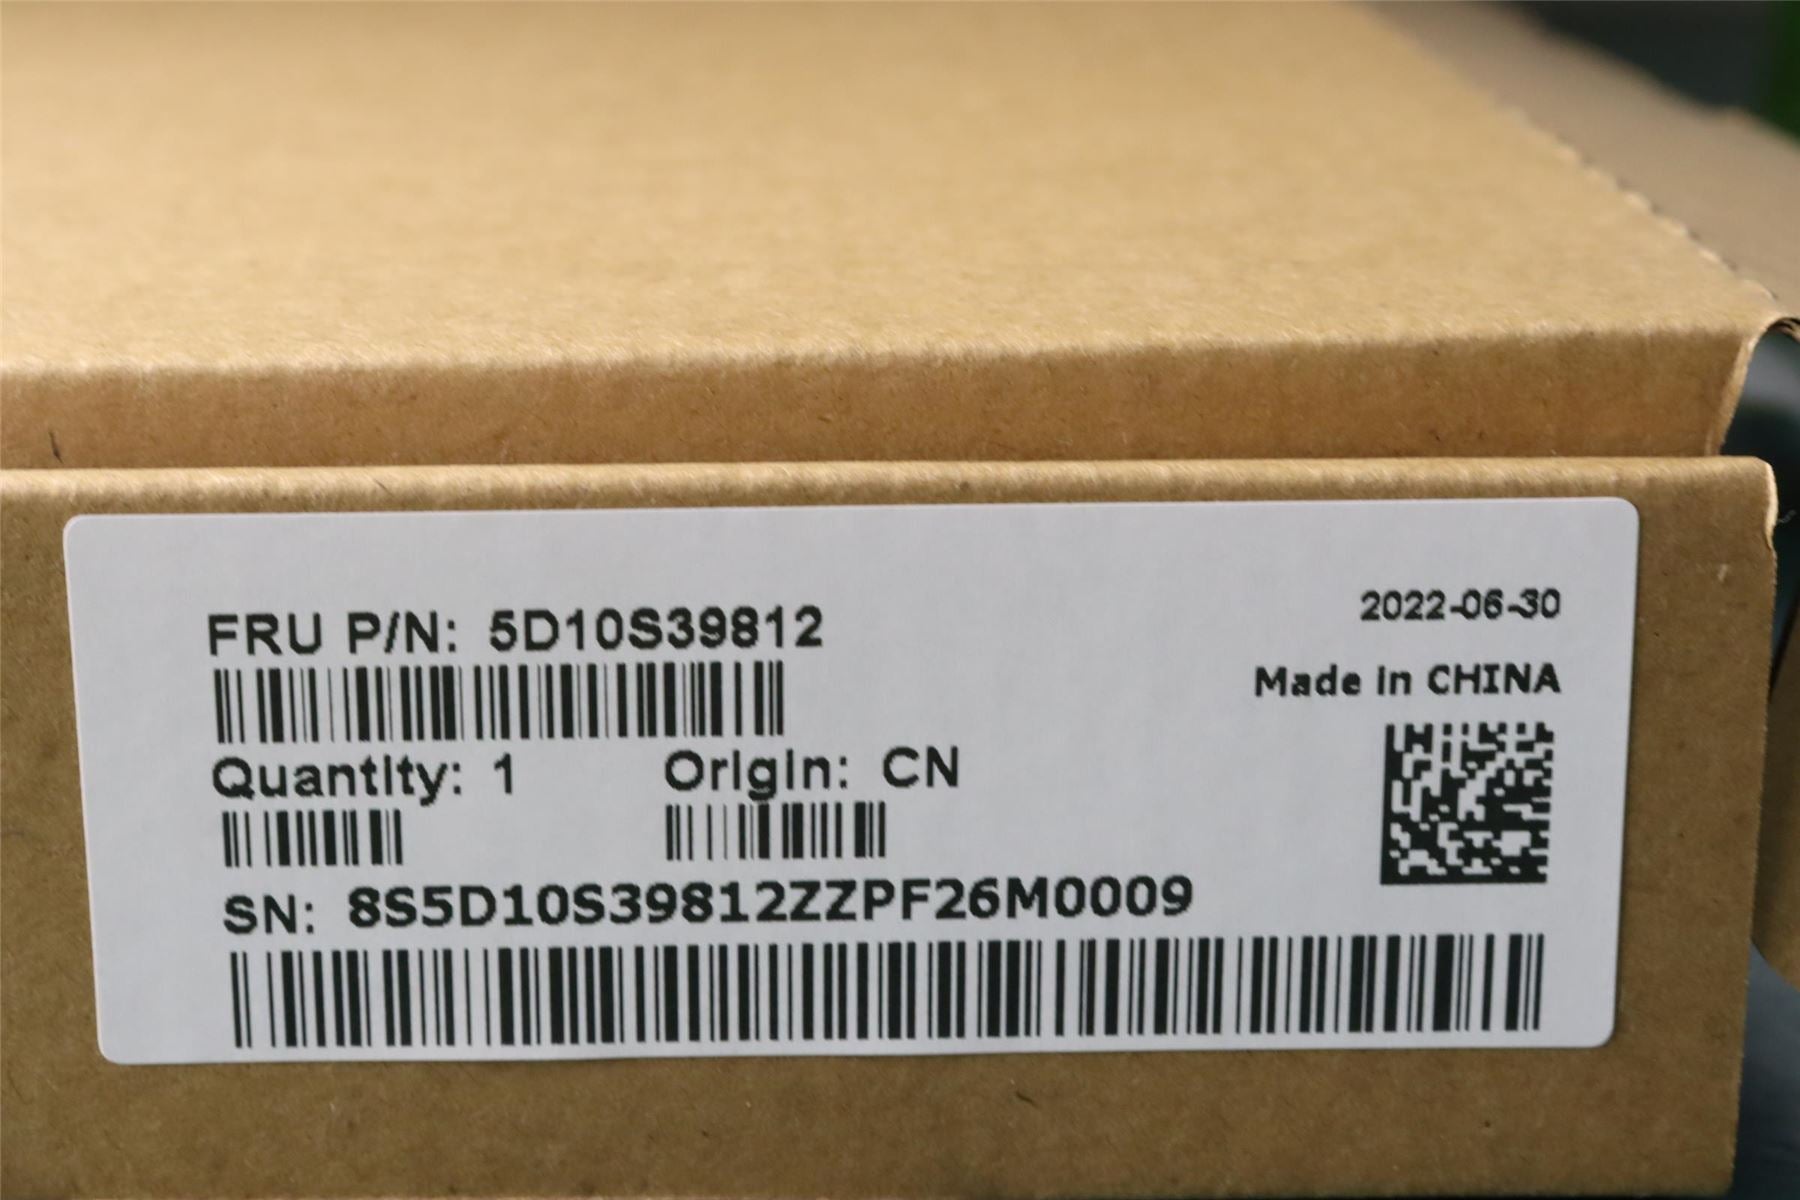 FRU P/N: 5D10S39812
2022-06-30
Made in CHINA
Quantity: 1
Origin: CN
SN: 8S5D10S39812ZZPF26M0009